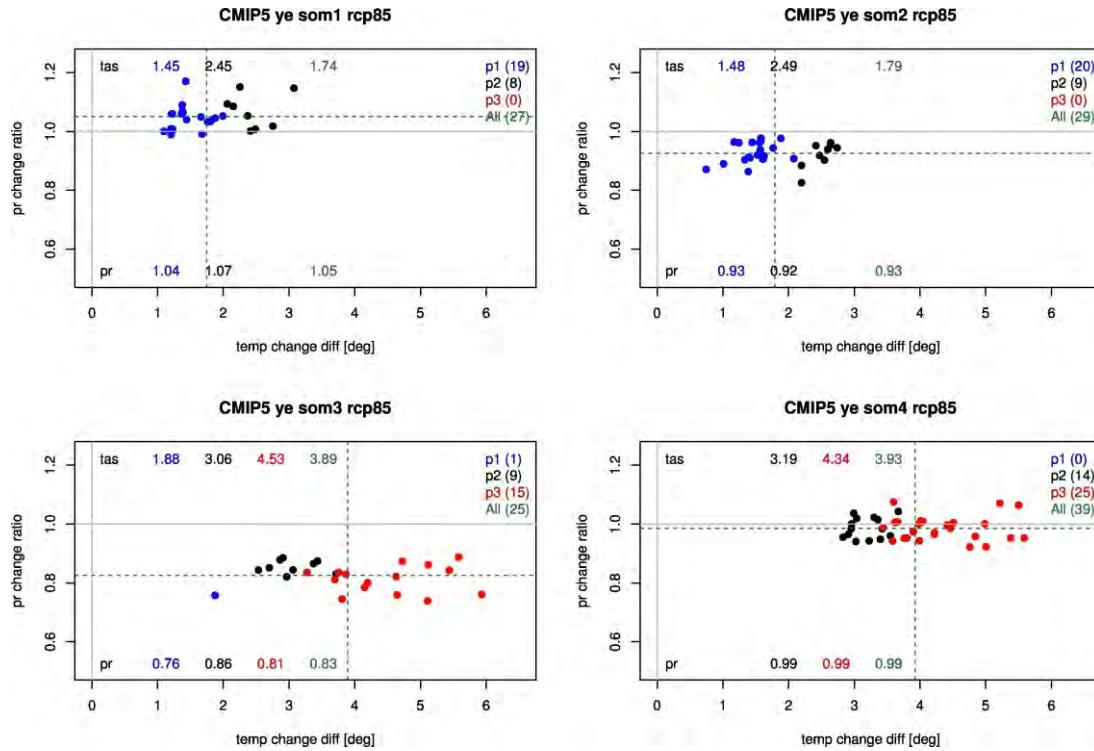 CMIP5 ye som1 rcp85
tas 1.45 2.45 1.74 p1 (19)
p2 (8)
p3 (0)
All (27)
pr 1.04 1.07 1.05
pr change ratio
0.6 0.8 1.0 1.2
0 1 2 3 4 5 6
temp change diff [deg]
CMIP5 ye som2 rcp85
tas 1.48 2.49 1.79 p1 (20)
p2 (9)
p3 (0)
All (29)
pr 0.93 0.92 0.93
pr change ratio
0.6 0.8 1.0 1.2
0 1 2 3 4 5 6
temp change diff [deg]
CMIP5 ye som3 rcp85
tas 1.88 3.06 4.53 3.89 p1 (1)
p2 (9)
p3 (15)
All (25)
pr 0.76 0.86 0.81 0.83
pr change ratio
0.6 0.8 1.0 1.2
0 1 2 3 4 5 6
temp change diff [deg]
CMIP5 ye som4 rcp85
tas 3.19 4.34 3.93 p1 (0)
p2 (14)
p3 (25)
All (39)
pr 0.99 0.99 0.99
pr change ratio
0.6 0.8 1.0 1.2
0 1 2 3 4 5 6
temp change diff [deg]